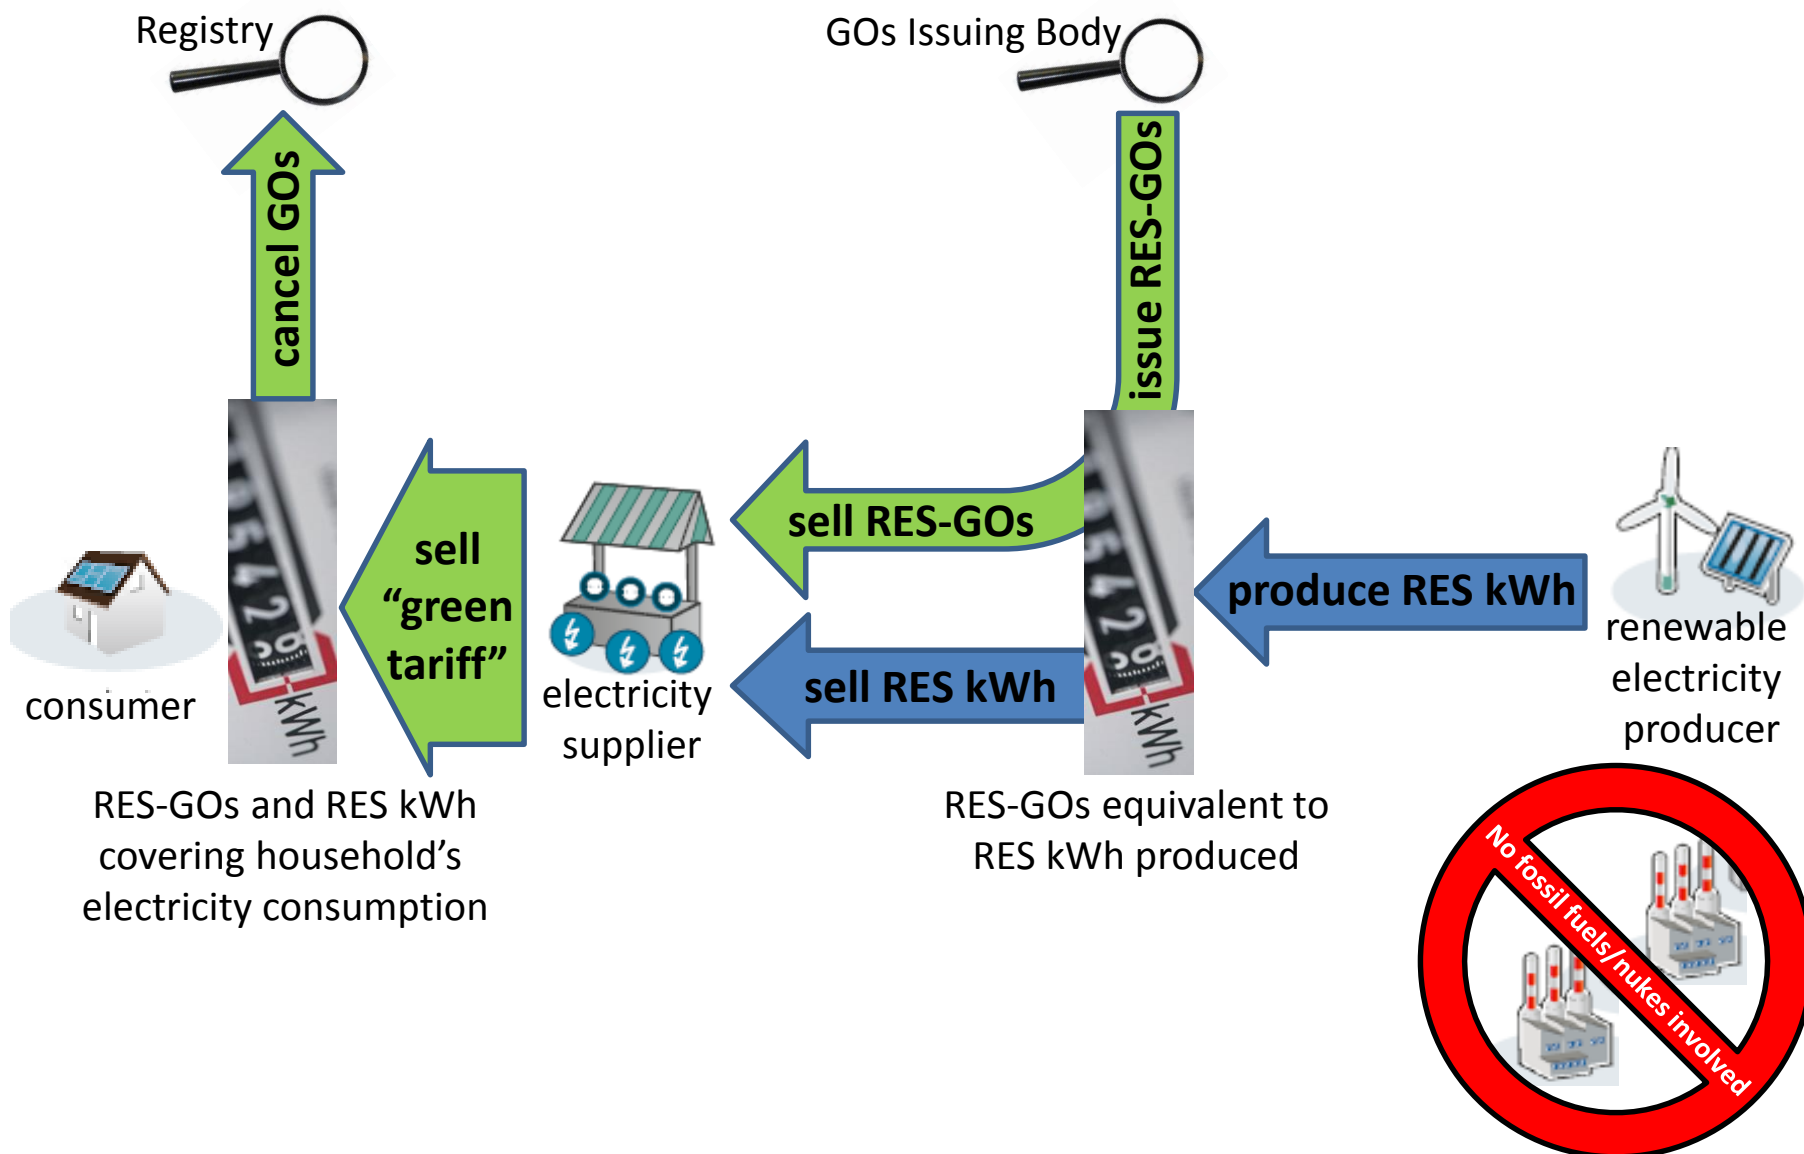 Registry
GOs Issuing Body
cancel GOs
issue RES-GOs
sell
“green
tariff”
sell RES-GOs
sell RES kWh
produce RES kWh
consumer
electricity
supplier
renewable
electricity
producer
kWh
kWh
RES-GOs and RES kWh
covering household’s
electricity consumption
RES-GOs equivalent to
RES kWh produced
No fossil fuels/nukes involved